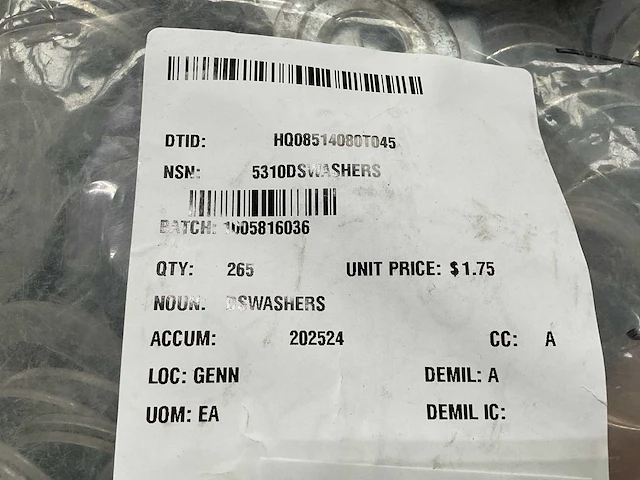 DTID: HQ08514080T045
NSN: 5310DSWASHERS
BATCH: 1005816036
QTY: 265 UNIT PRICE: $1.75
NOUN: DSWASHERS
ACCUM: 202524 CC: A
LOC: GENN DEMIL: A
UOM: EA DEMIL IC: